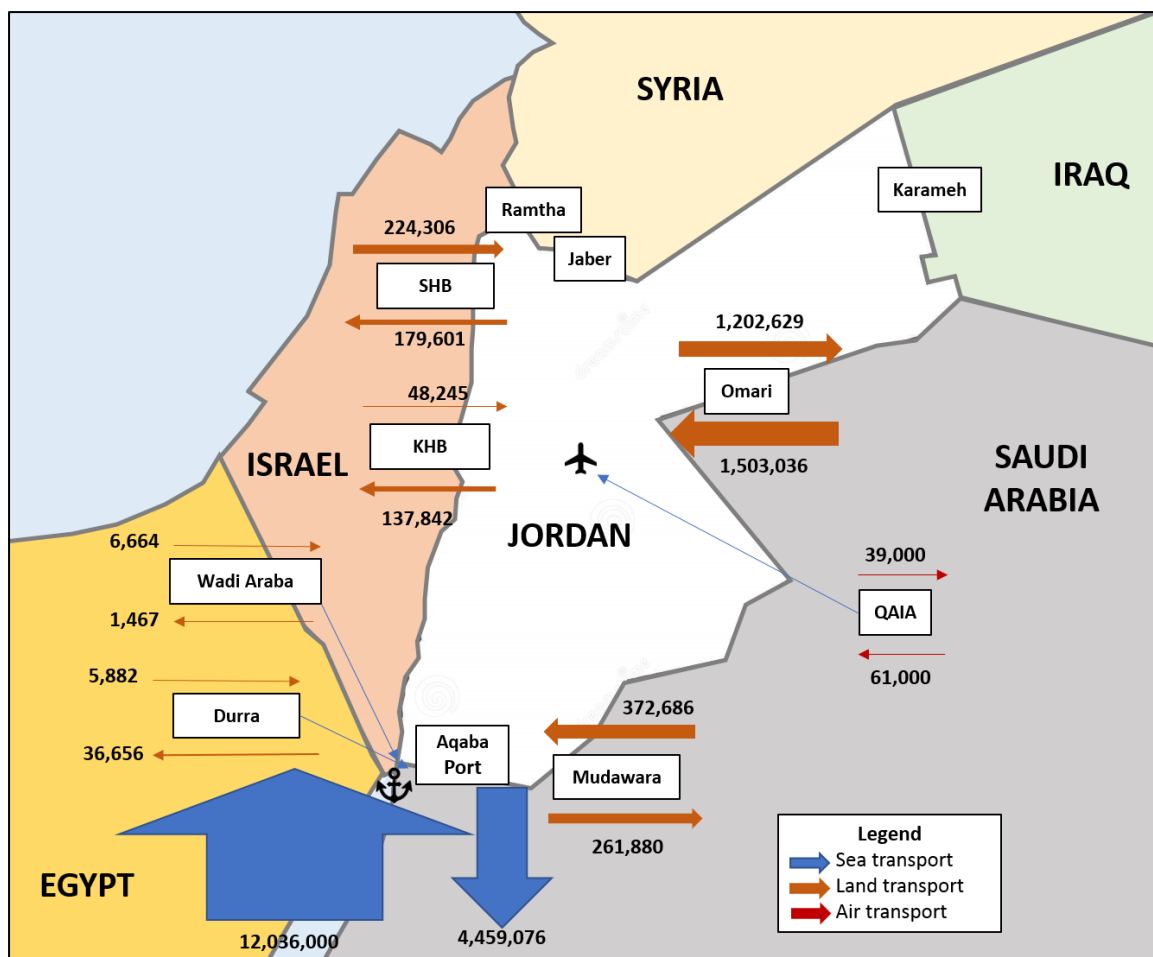 SYRIA
IRAQ
Karameh
Ramtha
Jaber
224,306
SHB
179,601
1,202,629
Omari
1,503,036
48,245
KHB
137,842
ISRAEL
SAUDI
ARABIA
JORDAN
6,664
Wadi Araba
1,467
39,000
QAIA
61,000
5,882
Durra
36,656
372,686
Aqaba
Port
Mudawara
261,880
EGYPT
12,036,000
4,459,076
Legend
Sea transport
Land transport
Air transport